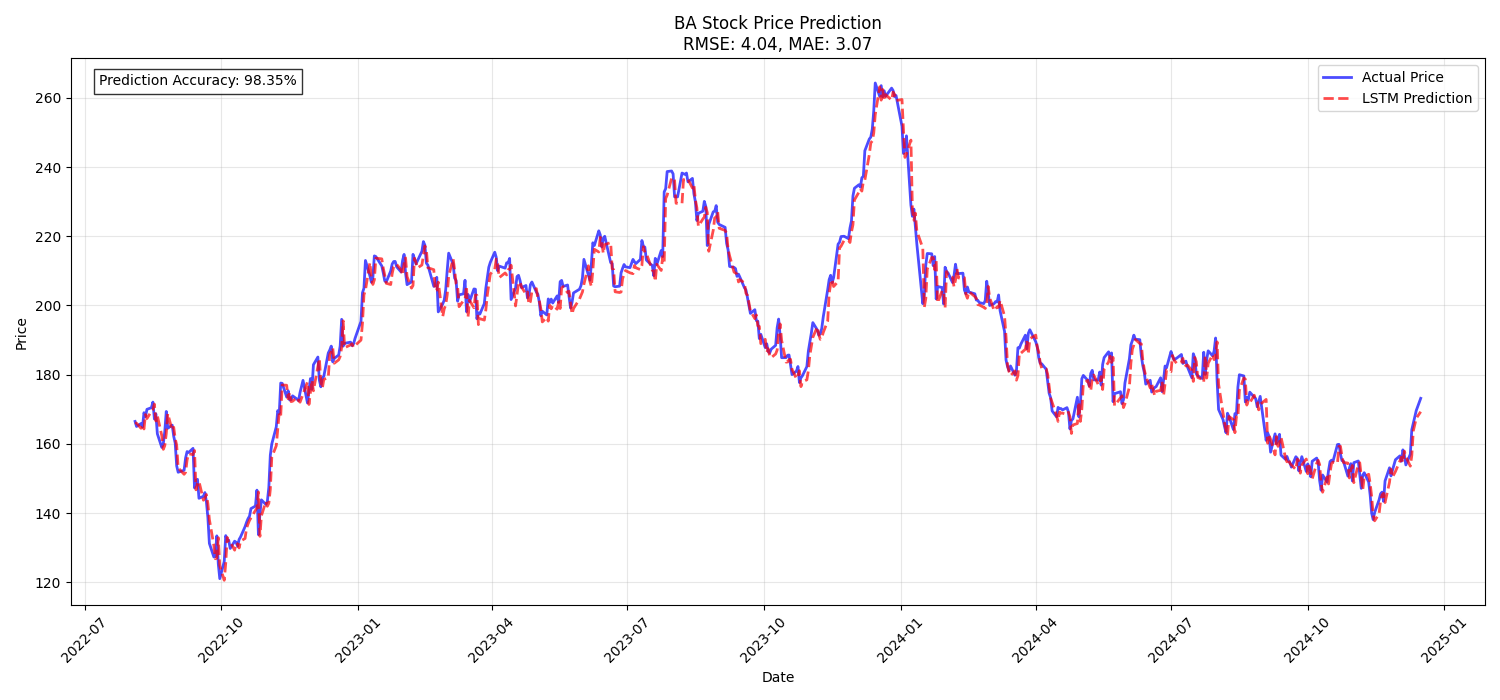 BA Stock Price Prediction
RMSE: 4.04, MAE: 3.07
Prediction Accuracy: 98.35%
Actual Price
LSTM Prediction
Price
260
240
220
200
180
160
140
120
2022-07
2022-10
2023-01
2023-04
2023-07
2023-10
2024-01
2024-04
2024-07
2024-10
2025-01
Date